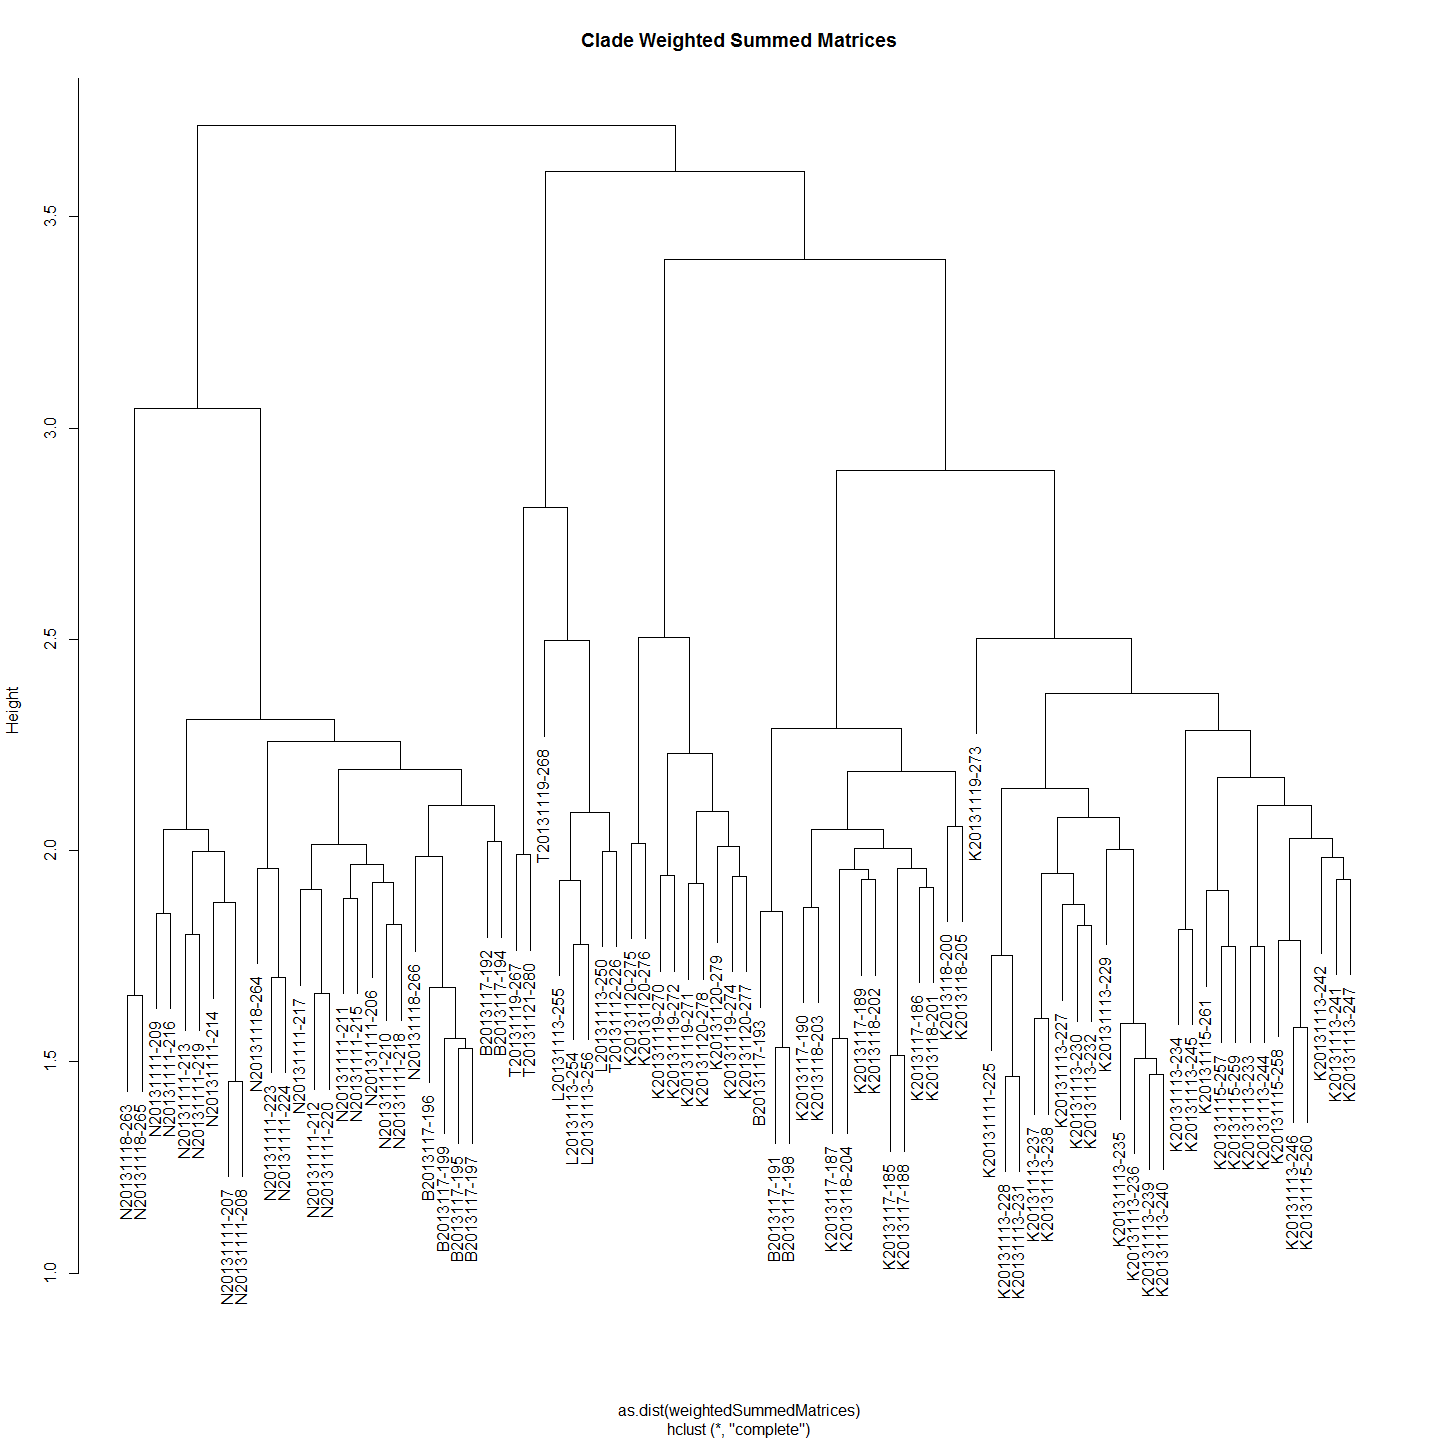 Clade Weighted Summed Matrices
Height
3.5
3.0
2.5
2.0
1.5
1.0
N20131118-263
N20131118-265
N20131111-209
N20131111-216
N20131111-213
N20131111-219
N20131111-214
N20131111-207
N20131111-208
N20131118-264
N20131111-223
N20131111-224
N20131111-217
N20131111-212
N20131111-220
N20131111-211
N20131111-215
N20131111-206
N20131111-210
N20131111-218
N20131118-266
B2013117-196
B2013117-199
B2013117-195
B2013117-197
B2013117-192
B2013117-194
T20131119-267
T20131121-280
T20131119-268
L20131113-255
L20131113-254
L20131113-256
L20131113-250
T20131112-226
K20131120-275
K20131120-276
K20131119-270
K20131119-272
K20131119-271
K20131120-278
K20131120-279
K20131119-274
K20131120-277
B2013117-193
B2013117-191
B2013117-198
K2013117-190
K2013118-203
K2013117-187
K2013118-204
K2013117-189
K2013118-202
K2013117-185
K2013117-188
K2013117-186
K2013118-201
K2013118-200
K2013118-205
K20131119-273
K20131111-225
K20131113-228
K20131113-231
K20131113-237
K20131113-238
K20131113-227
K20131113-230
K20131113-232
K20131113-229
K20131113-235
K20131113-236
K20131113-239
K20131113-240
K20131113-234
K20131113-245
K20131115-261
K20131115-257
K20131115-259
K20131113-233
K20131113-244
K20131115-258
K20131113-246
K20131115-260
K20131113-242
K20131113-241
K20131113-247
as.dist(weightedSummedMatrices)
hclust (*, "complete")